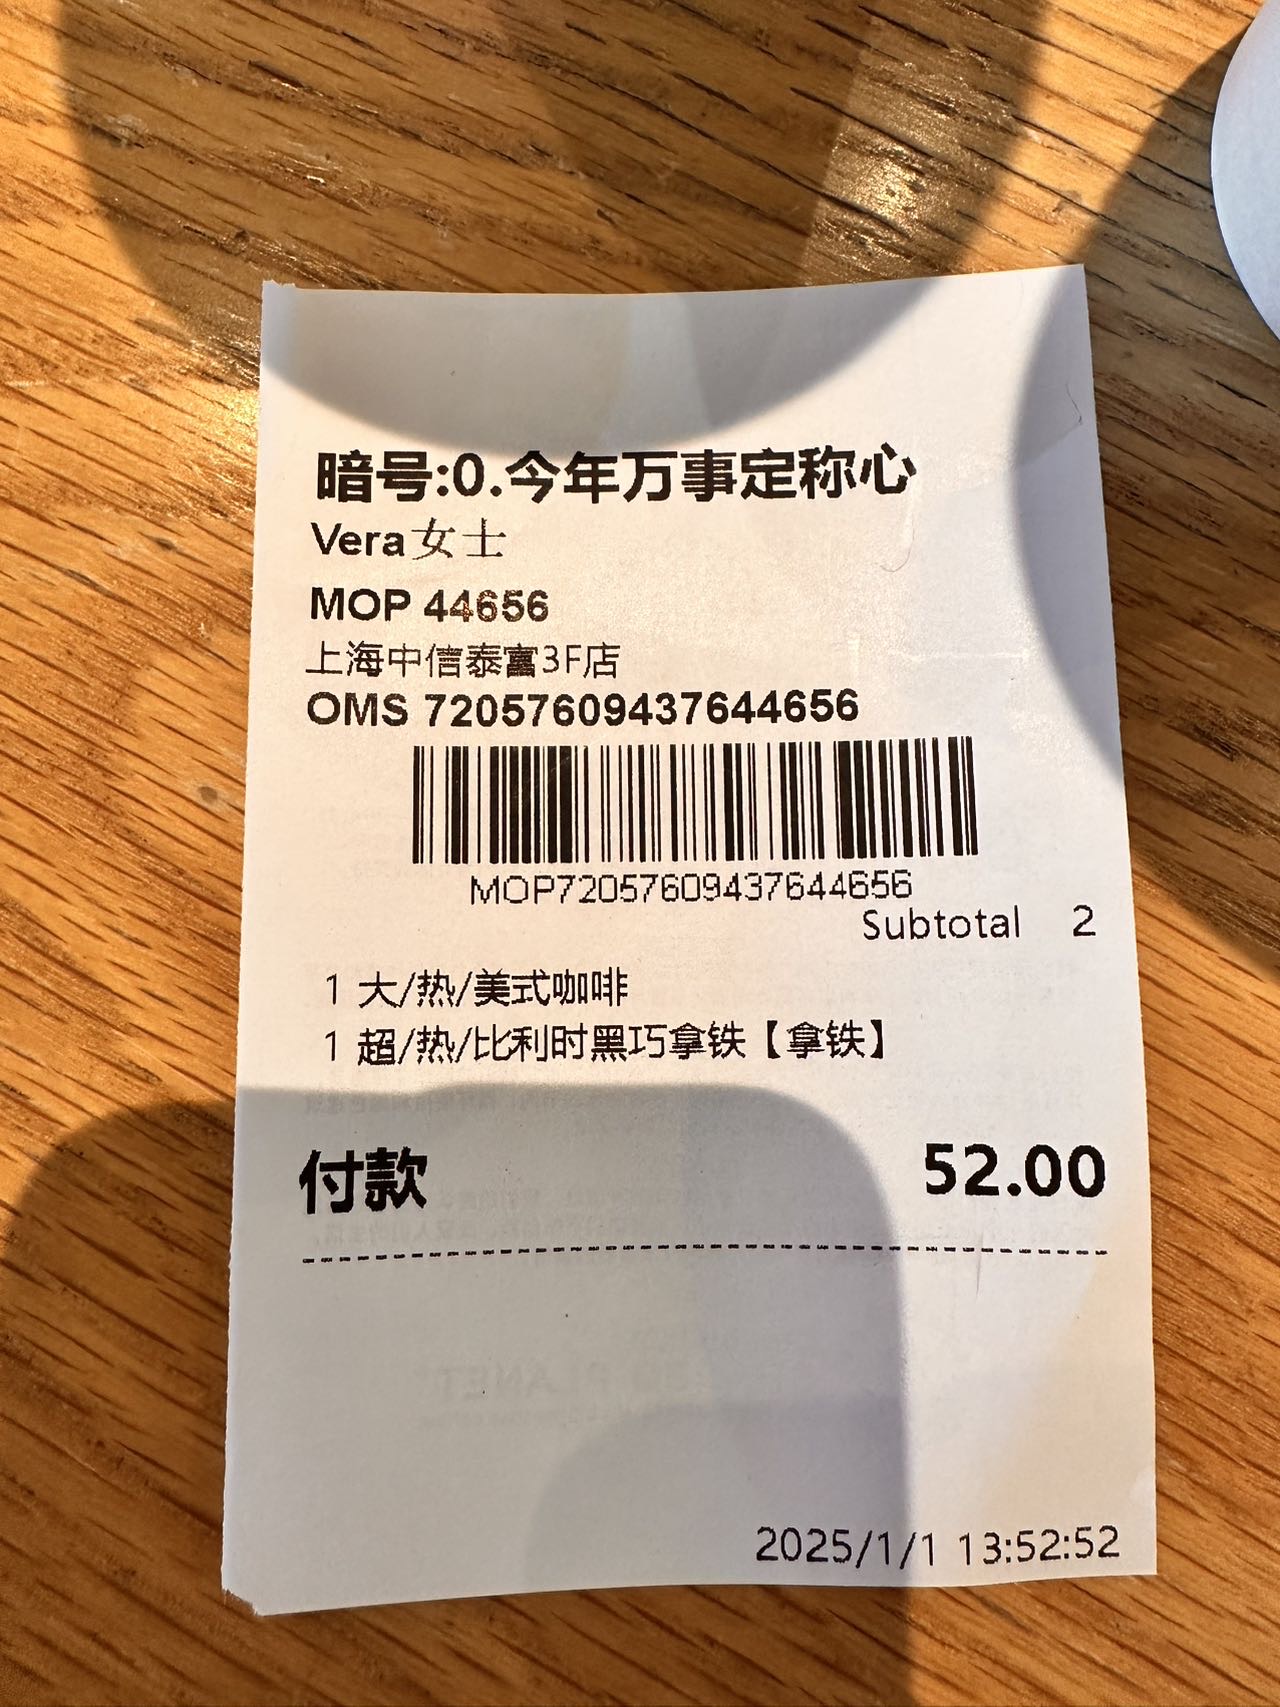 暗号:0.今年万事定称心
Vera女士
MOP 44656
上海中信泰富3F店
OMS 72057609437644656
MOP72057609437644656
Subtotal 2
1 大/热/美式咖啡
1 超/热/比利时黑巧拿铁【拿铁】
付款 52.00
2025/1/1 13:52:52